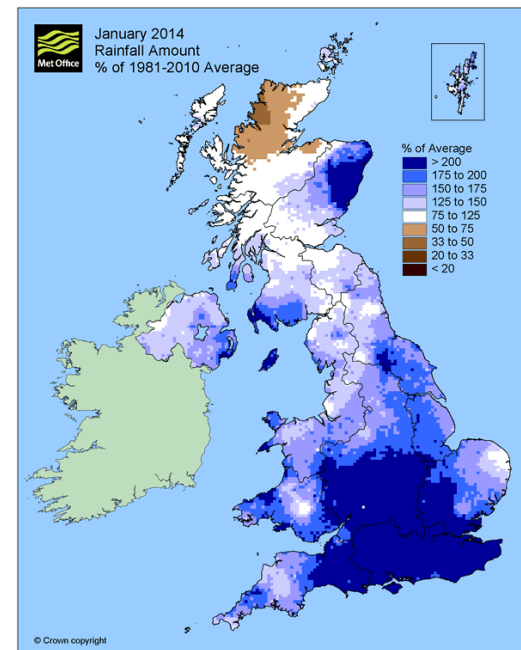 Met Office
January 2014
Rainfall Amount
% of 1981-2010 Average
% of Average
> 200
175 to 200
150 to 175
125 to 150
75 to 125
50 to 75
33 to 50
20 to 33
< 20
© Crown copyright